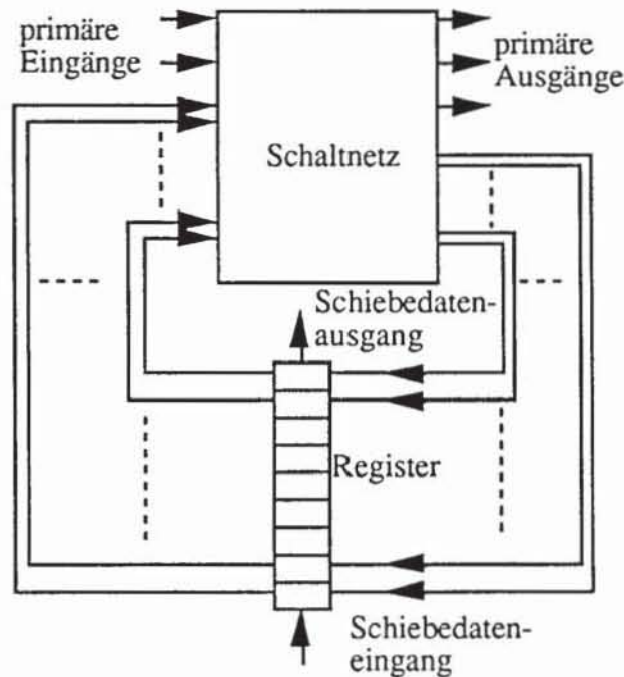 primäre
Eingänge
primäre
Ausgänge
Schaltnetz
Schiebedaten-
ausgang
Register
Schiebedaten-
eingang